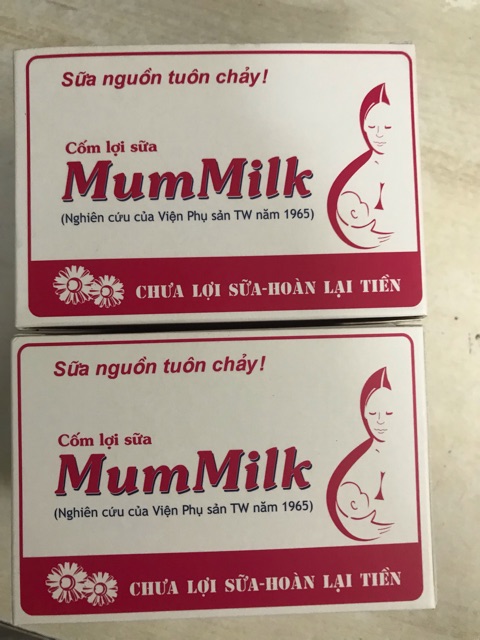 Sữa nguồn tuôn chảy!
Cốm lợi sữa
MumMilk
(Nghiên cứu của Viện Phụ sản TW năm 1965)
CHƯA LỢI SỮA-HOÀN LẠI TIỀN
Sữa nguồn tuôn chảy!
Cốm lợi sữa
MumMilk
(Nghiên cứu của Viện Phụ sản TW năm 1965)
CHƯA LỢI SỮA-HOÀN LẠI TIỀN